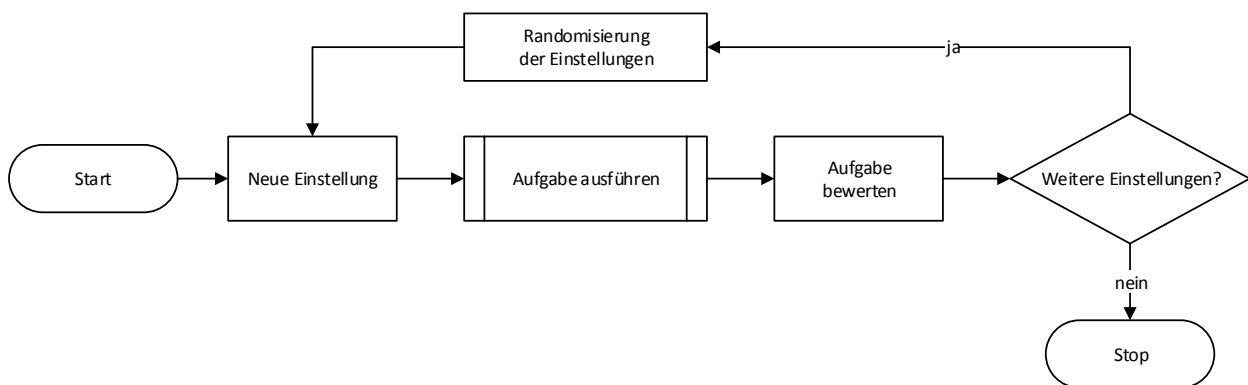 Randomisierung
der Einstellungen
ja
Start
Neue Einstellung
Aufgabe ausführen
Aufgabe
bewerten
Weitere Einstellungen?
nein
Stop